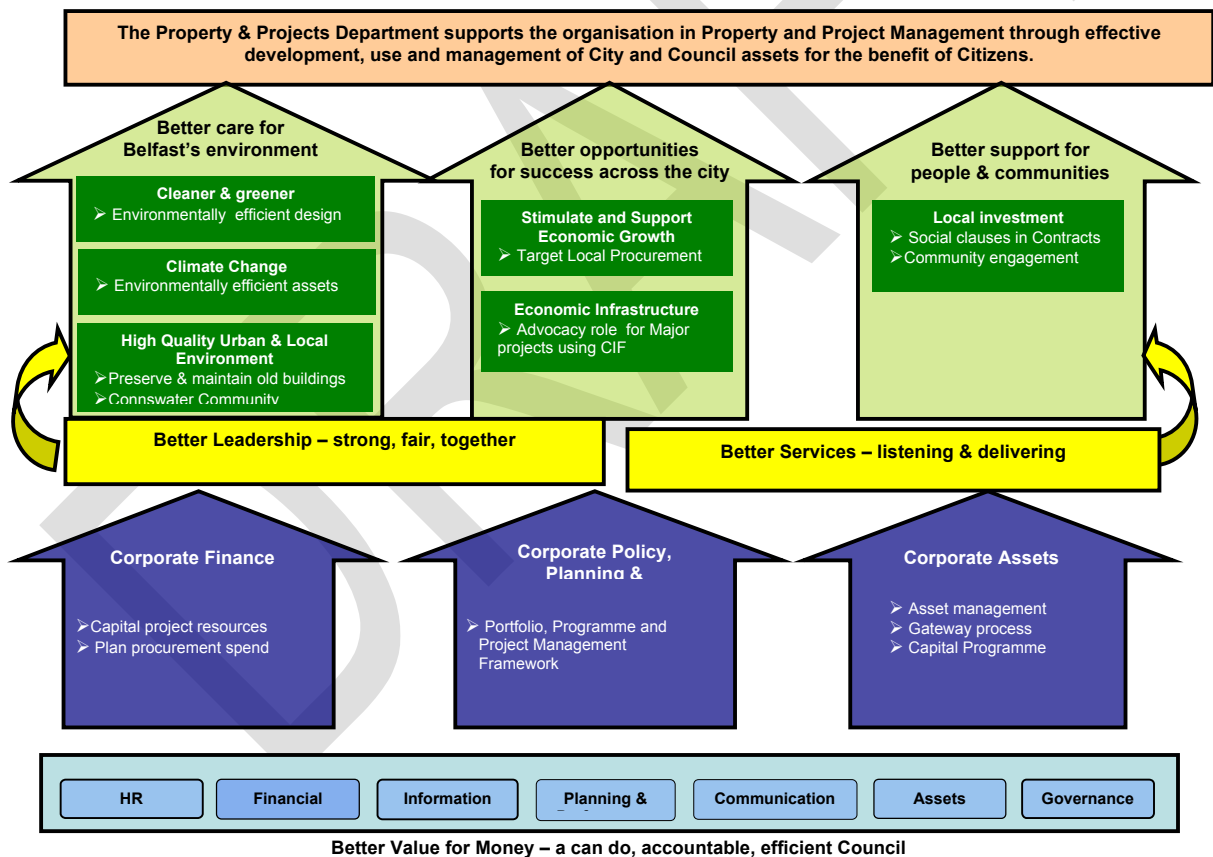 The Property & Projects Department supports the organisation in Property and Project Management through effective
development, use and management of City and Council assets for the benefit of Citizens.
Better care for
Belfast's environment
Cleaner & greener
➢ Environmentally efficient design
Climate Change
➢ Environmentally efficient assets
High Quality Urban & Local
Environment
➢Preserve & maintain old buildings
➢ Connswater Community
Better opportunities
for success across the city
Stimulate and Support
Economic Growth
➢ Target Local Procurement
Economic Infrastructure
➢ Advocacy role for Major
projects using CIF
Better support for
people & communities
Local investment
➢ Social clauses in Contracts
➢Community engagement
Better Leadership – strong, fair, together
Better Services – listening & delivering
Corporate Finance
➢Capital project resources
➢ Plan procurement spend
Corporate Policy,
Planning &
➢ Portfolio, Programme and
Project Management
Framework
Corporate Assets
➢ Asset management
➢ Gateway process
➢ Capital Programme
HR
Financial
Information
Planning &
Communication
Assets
Governance
Better Value for Money – a can do, accountable, efficient Council
DRAFT